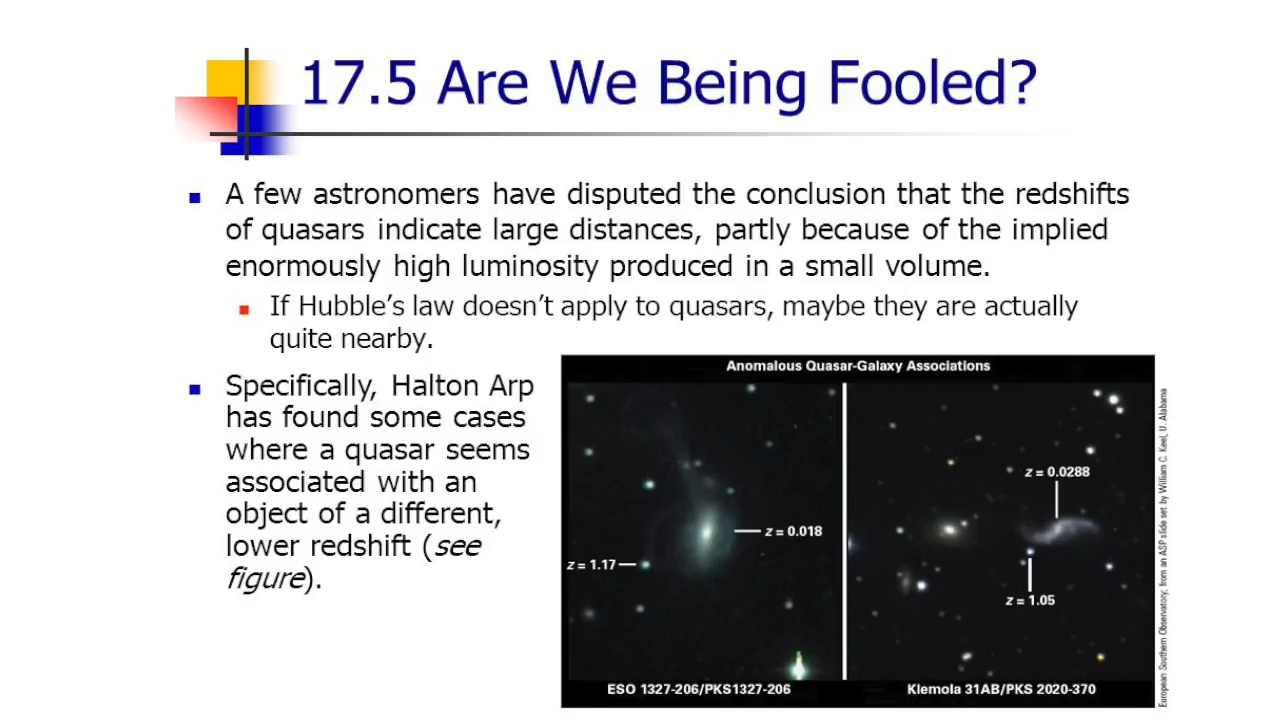 17.5 Are We Being Fooled?
A few astronomers have disputed the conclusion that the redshifts
of quasars indicate large distances, partly because of the implied
enormously high luminosity produced in a small volume.
If Hubble's law doesn't apply to quasars, maybe they are actually
quite nearby.
Specifically, Halton Arp
has found some cases
where a quasar seems
associated with an
object of a different,
lower redshift (see
figure).
Anomalous Quasar-Galaxy Associations
z = 0.018
z = 1.17
ESO 1327-206/PKS1327-206
z = 0.0288
z = 1.05
Klemola 31AB/PKS 2020-370
European Southern Observatory; from an ASP slide set by William C. Keel, U. Alabama